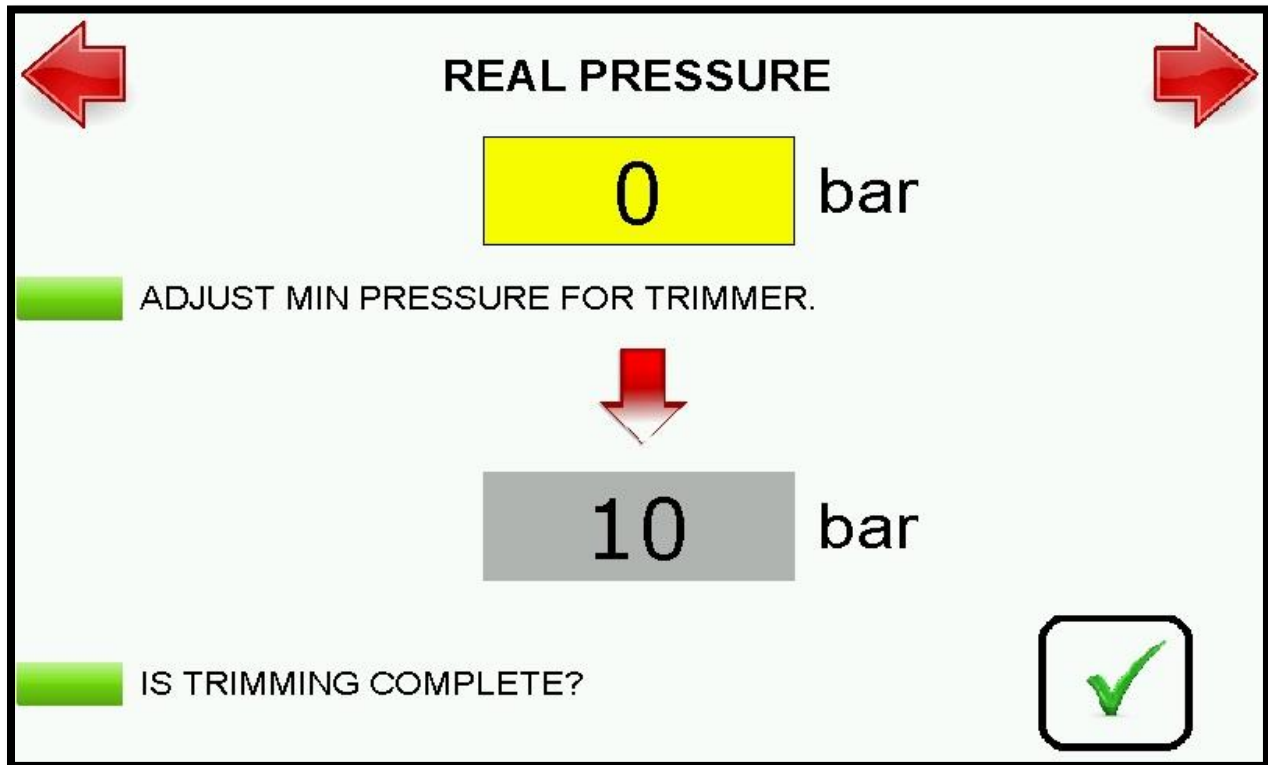 REAL PRESSURE
0 bar
ADJUST MIN PRESSURE FOR TRIMMER.
10 bar
IS TRIMMING COMPLETE?